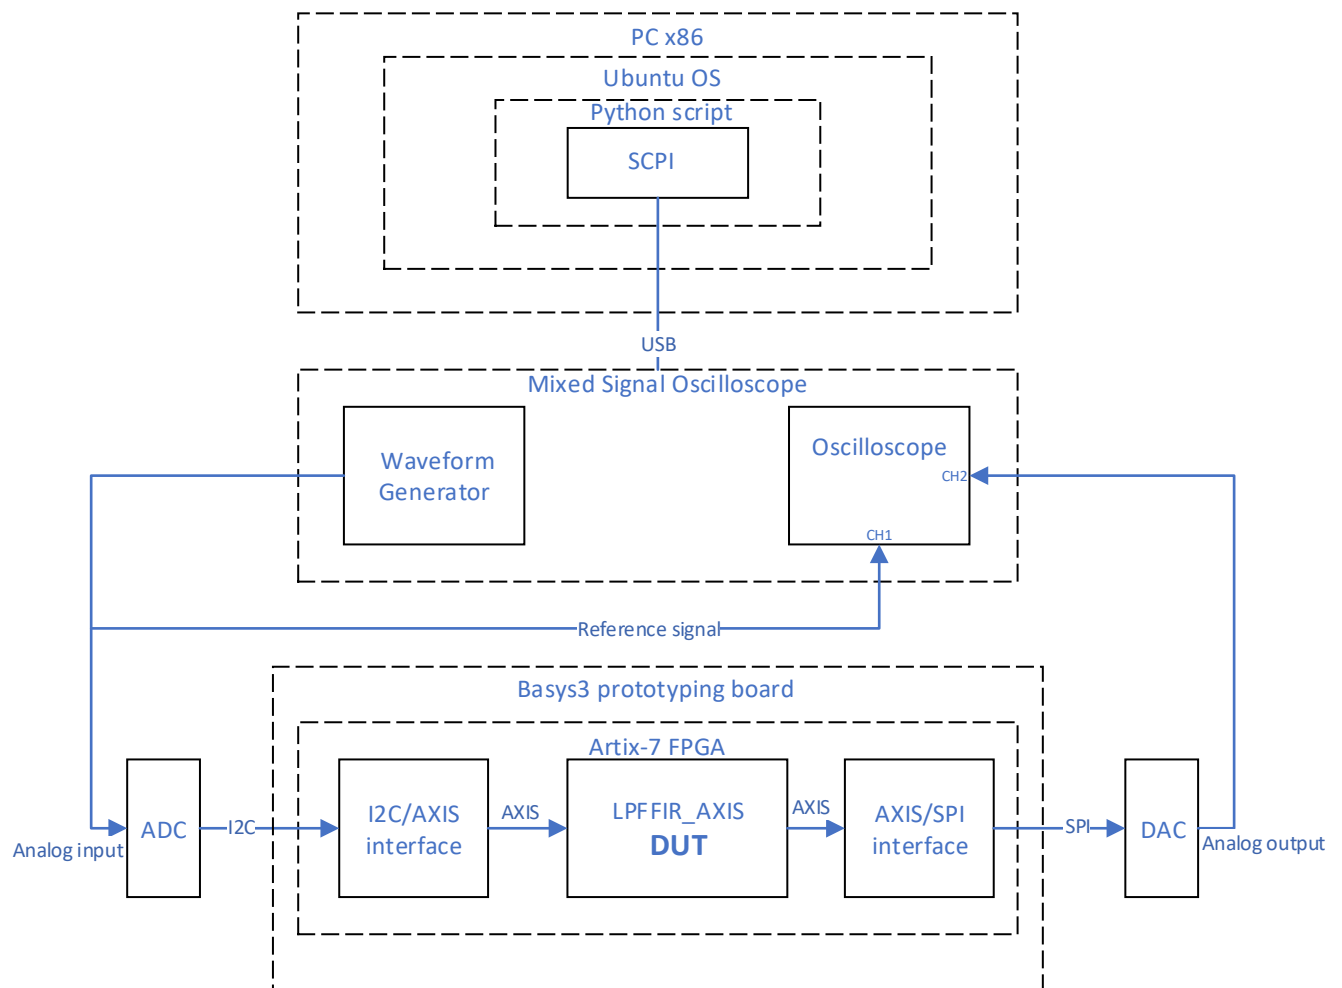 PC x86
Ubuntu OS
Python script
SCPI
USB
Mixed Signal Oscilloscope
Waveform
Generator
Oscilloscope
CH2
CH1
Reference signal
Basys3 prototyping board
Artix-7 FPGA
ADC
I2C
I2C/AXIS
interface
AXIS
LPFFIR_AXIS
DUT
AXIS
AXIS/SPI
interface
SPI
DAC
Analog input
Analog output